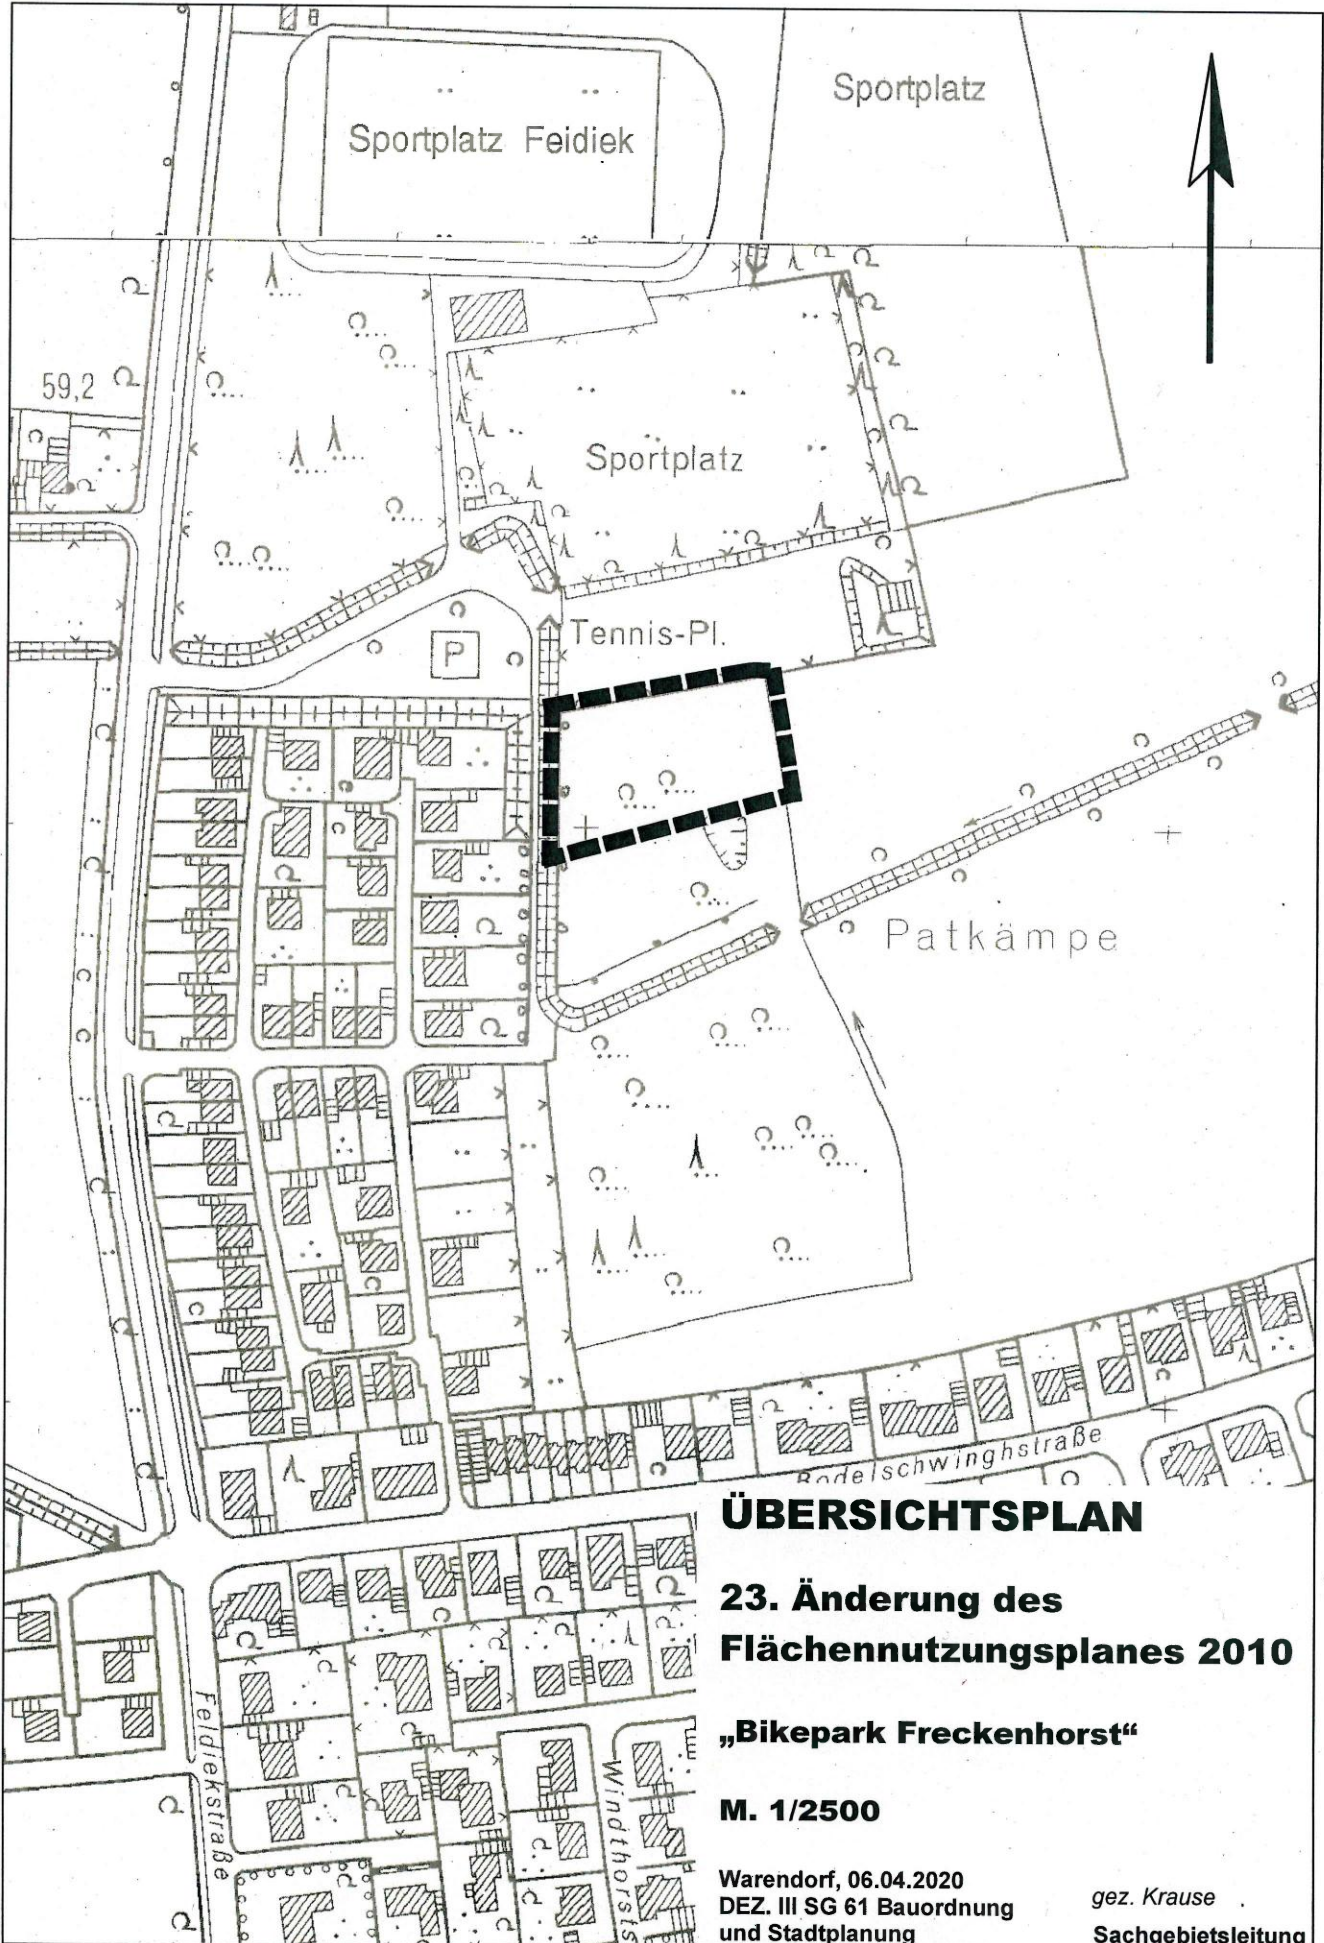 Sportplatz
Sportplatz Feidiek
59,2
Sportplatz
Tennis-Pl.
P
Patkämpe
Bodelschwinghstraße
Feldiekstraße
ÜBERSICHTSPLAN
23. Änderung des
Flächennutzungsplanes 2010
„Bikepark Freckenhorst“
M. 1/2500
Warendorf, 06.04.2020
DEZ. III SG 61 Bauordnung
und Stadtplanung
gez. Krause
Sachgebietsleitung
Windthorsts